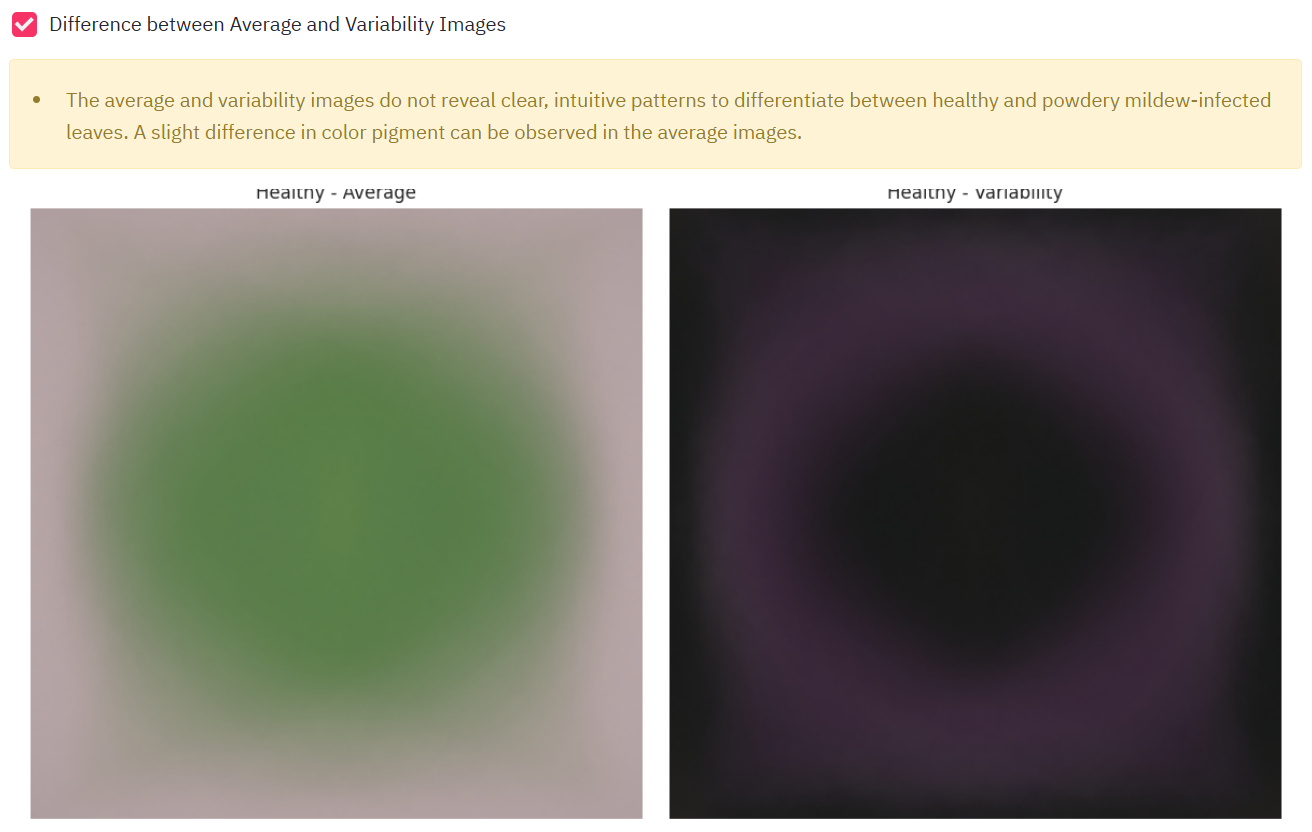 Difference between Average and Variability Images
• The average and variability images do not reveal clear, intuitive patterns to differentiate between healthy and powdery mildew-infected
leaves. A slight difference in color pigment can be observed in the average images.
Healthy - Average
Healthy - Variability